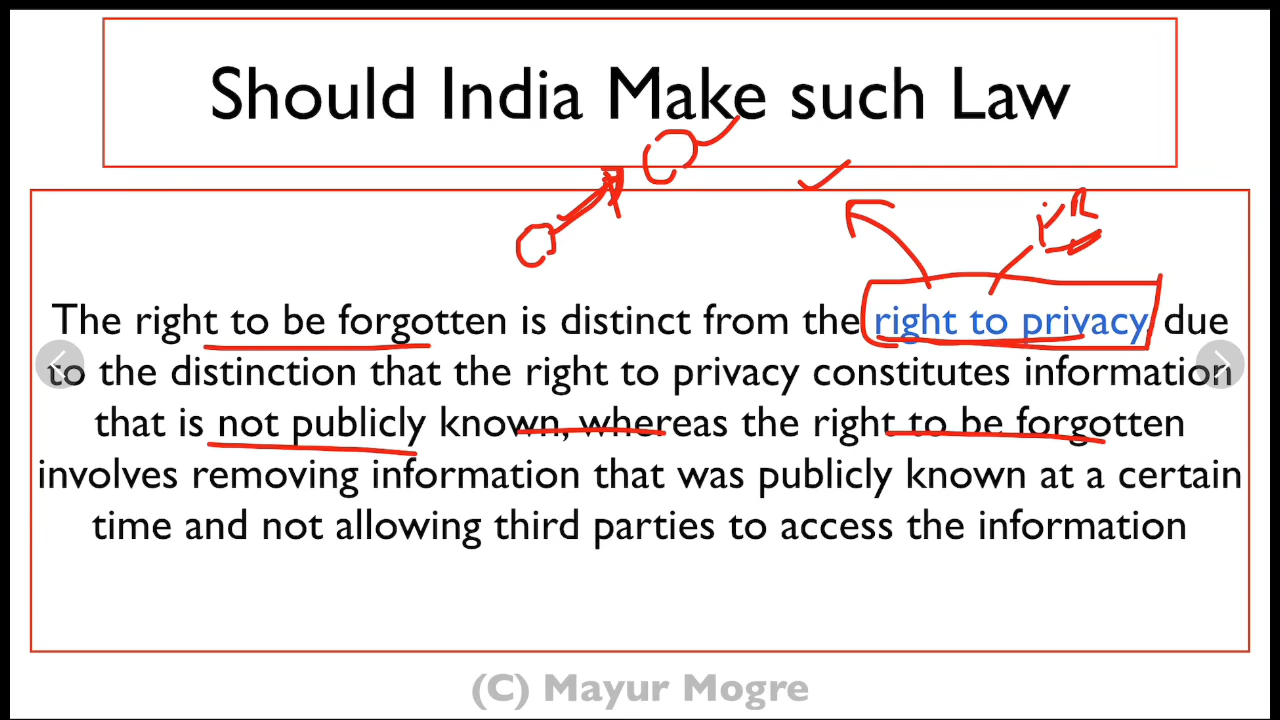 Should India Make such Law
The right to be forgotten is distinct from the right to privacy, due
to the distinction that the right to privacy constitutes information
that is not publicly known, whereas the right to be forgotten
involves removing information that was publicly known at a certain
time and not allowing third parties to access the information
(C) Mayur Mogre